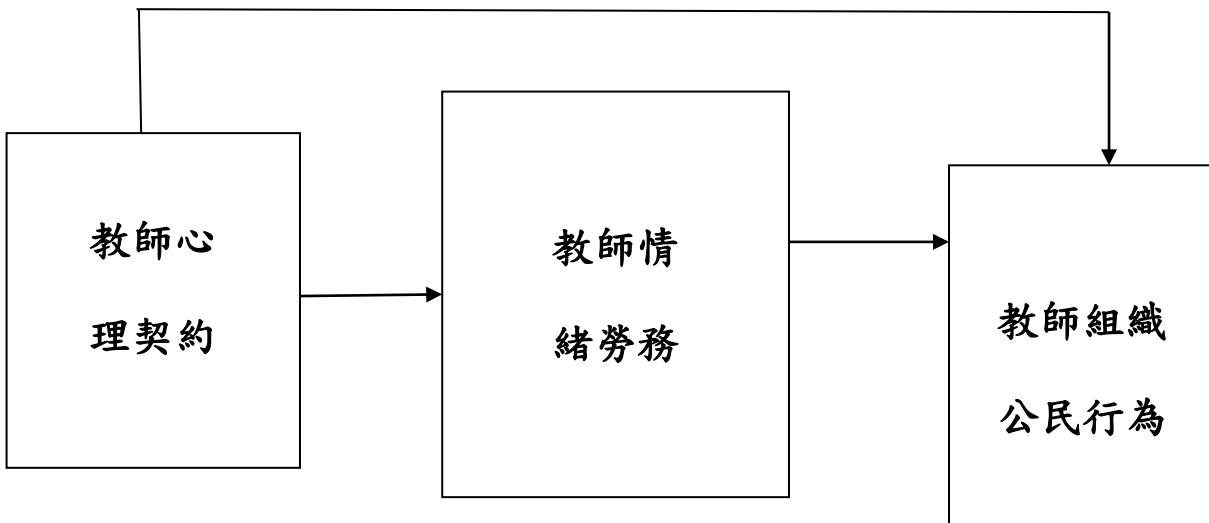 教師心
理契約
教師情
緒勞務
教師組織
公民行為